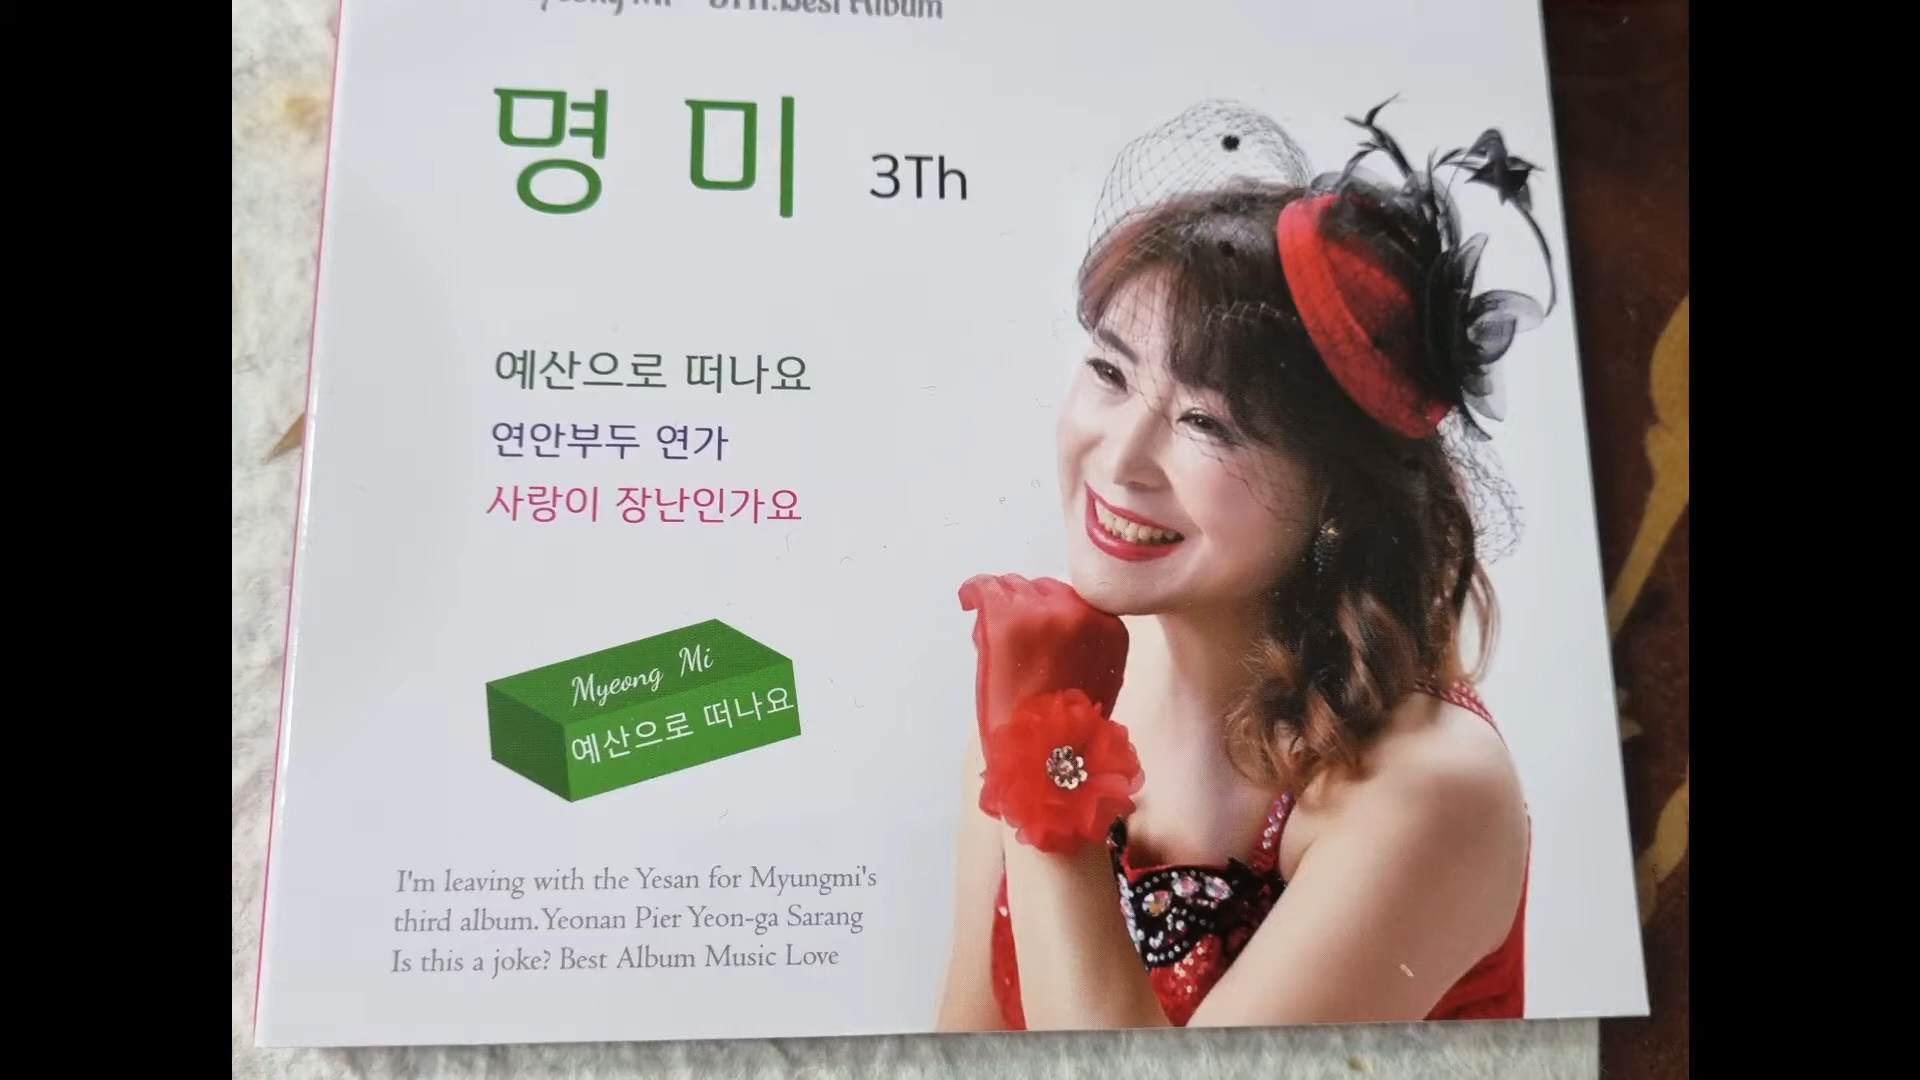 Best Album
명 미 3Th
예산으로 떠나요
연안부두 연가
사랑이 장난인가요
Myeong Mi
예산으로 떠나요
I'm leaving with the Yesan for Myungmi's
third album.Yeonan Pier Yeon-ga Sarang
Is this a joke? Best Album Music Love